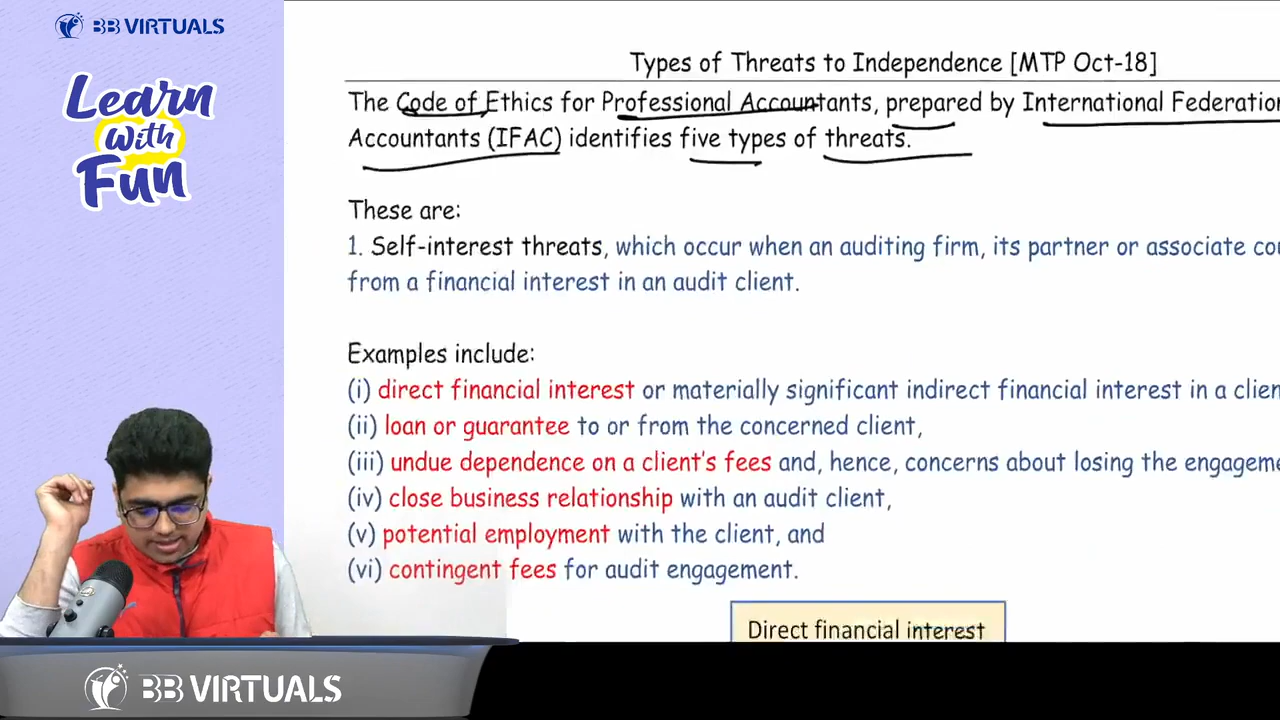 BB VIRTUALS
Learn
With
Fun
Types of Threats to Independence [MTP Oct-18]
The Code of Ethics for Professional Accountants, prepared by International
Accountants (IFAC) identifies five types of threats.
These are:
1. Self-interest threats, which occur when an auditing firm, its partner or associate
from a financial interest in an audit client.
Examples include:
(i) direct financial interest or materially significant indirect financial interest in a
(ii) loan or guarantee to or from the concerned client,
(iii) undue dependence on a client's fees and, hence, concerns about losing the
(iv) close business relationship with an audit client,
(v) potential employment with the client, and
(vi) contingent fees for audit engagement.
Direct financial interest
BB VIRTUALS